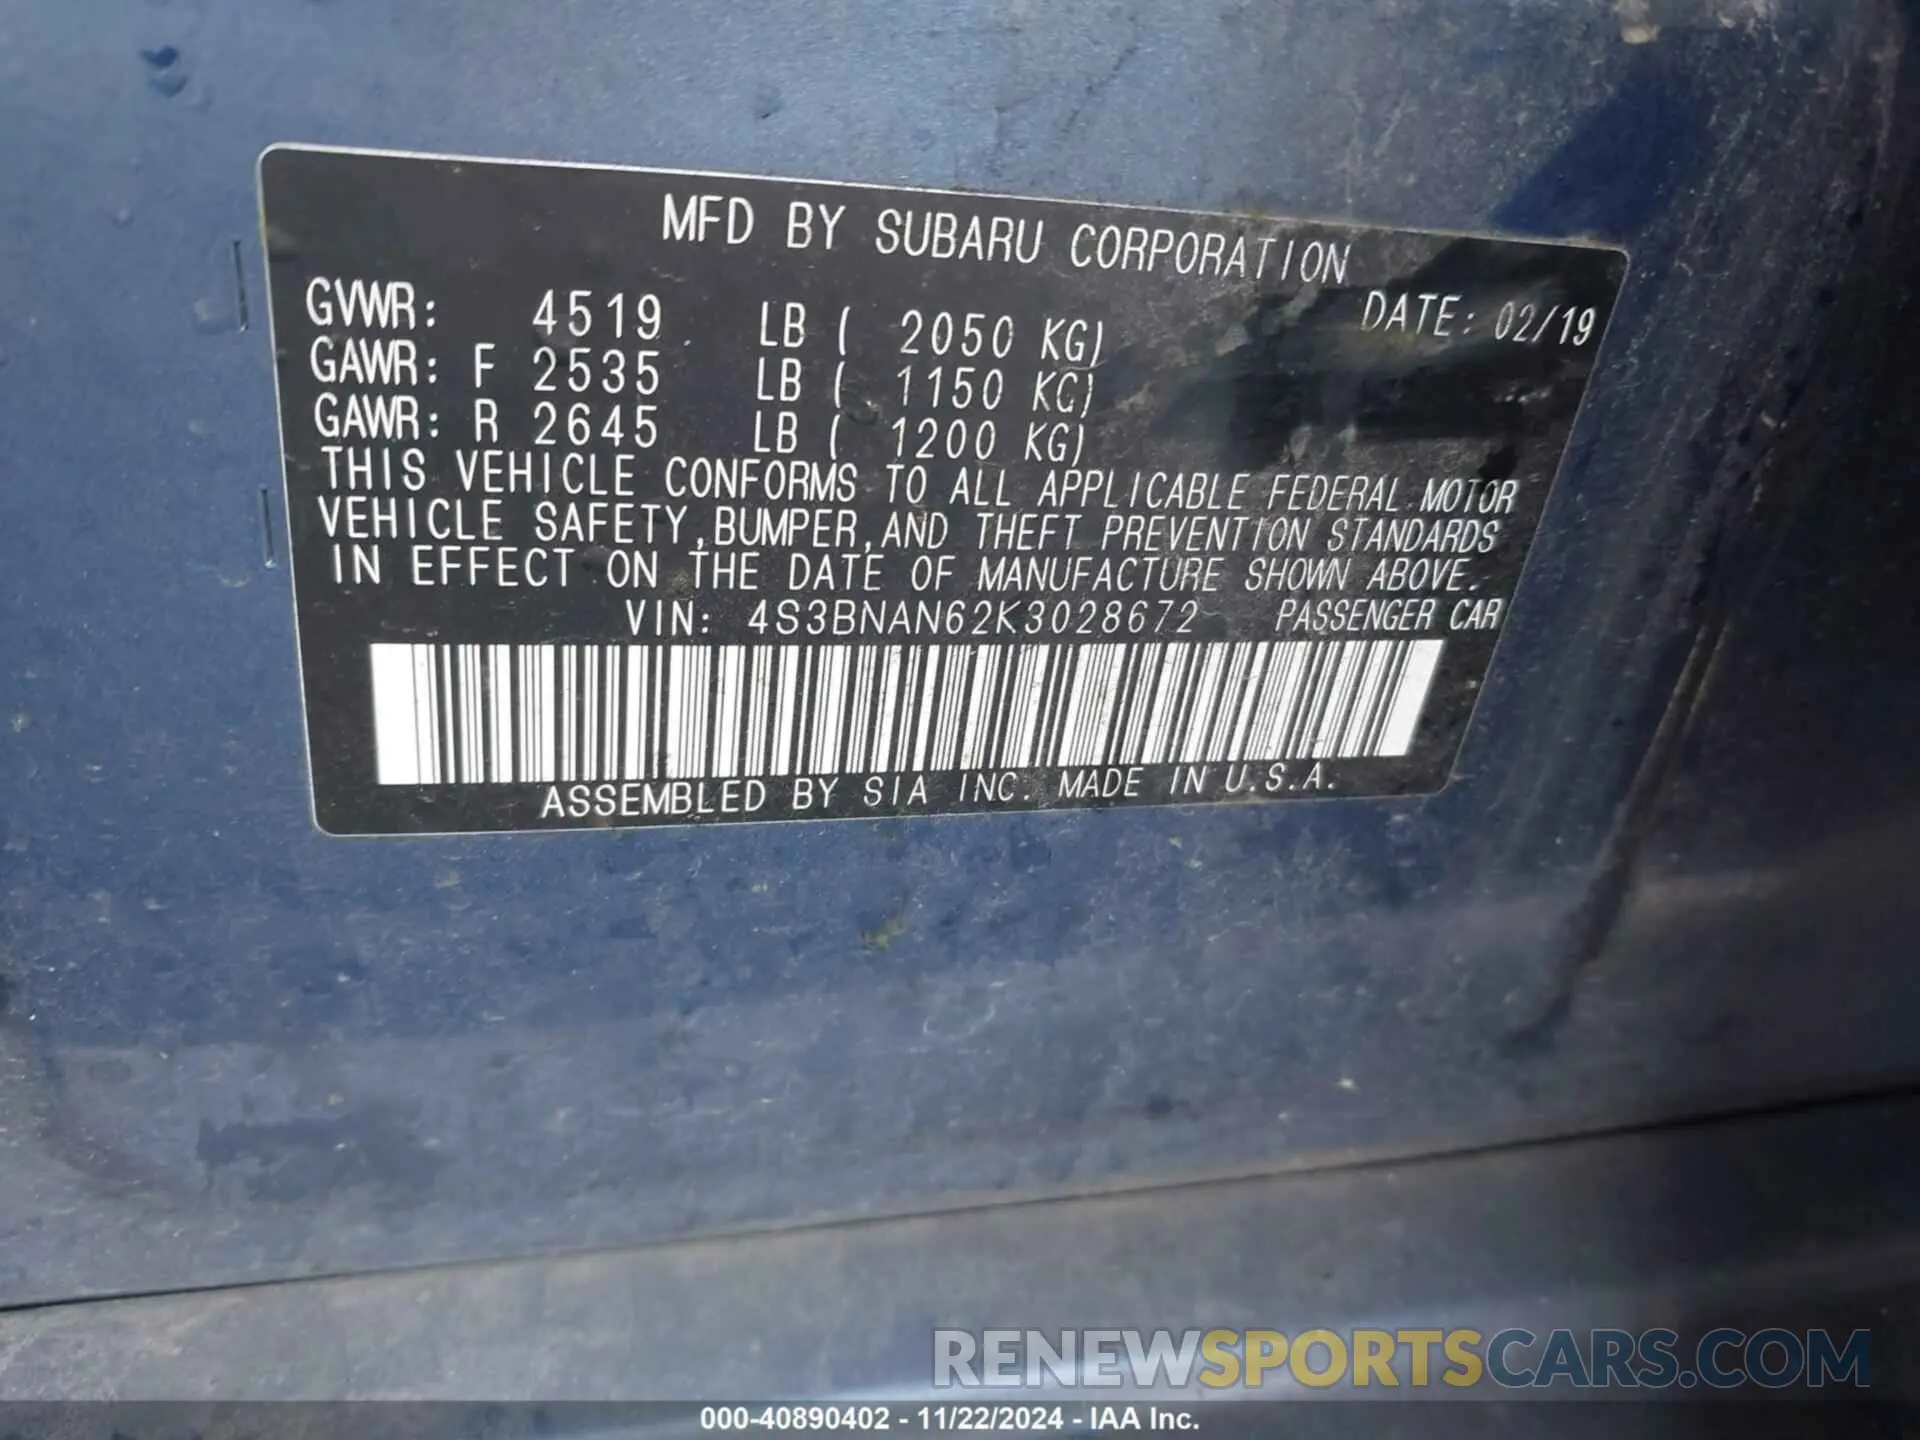 MFD BY SUBARU CORPORATION
GVWR: 4519 LB ( 2050 KG) DATE: 02/19
GAWR: F 2535 LB ( 1150 KG)
GAWR: R 2645 LB ( 1200 KG)
THIS VEHICLE CONFORMS TO ALL APPLICABLE FEDERAL MOTOR
VEHICLE SAFETY,BUMPER,AND THEFT PREVENTION STANDARDS
IN EFFECT ON THE DATE OF MANUFACTURE SHOWN ABOVE.
VIN: 4S3BNAN62K3028672 PASSENGER CAR
ASSEMBLED BY SIA INC. MADE IN U.S.A.
RENEWSPORTSCARS.COM
000-40890402 - 11/22/2024 - IAA Inc.